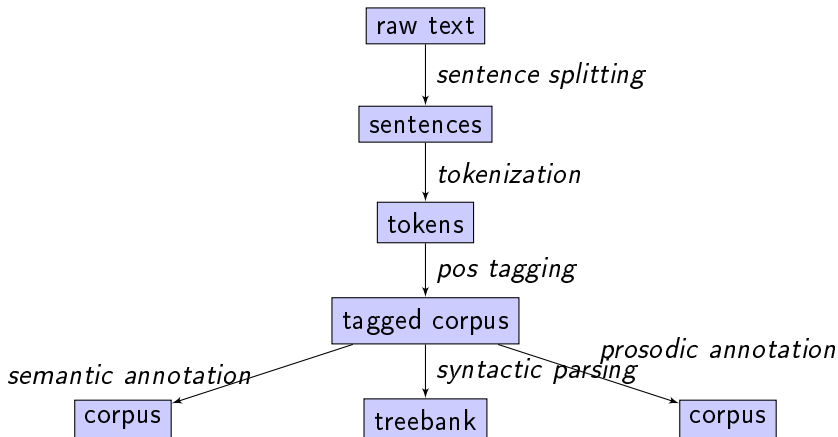 raw text
sentence splitting
sentences
tokenization
tokens
pos tagging
tagged corpus
semantic annotation
syntactic parsing
prosodic annotation
corpus
treebank
corpus